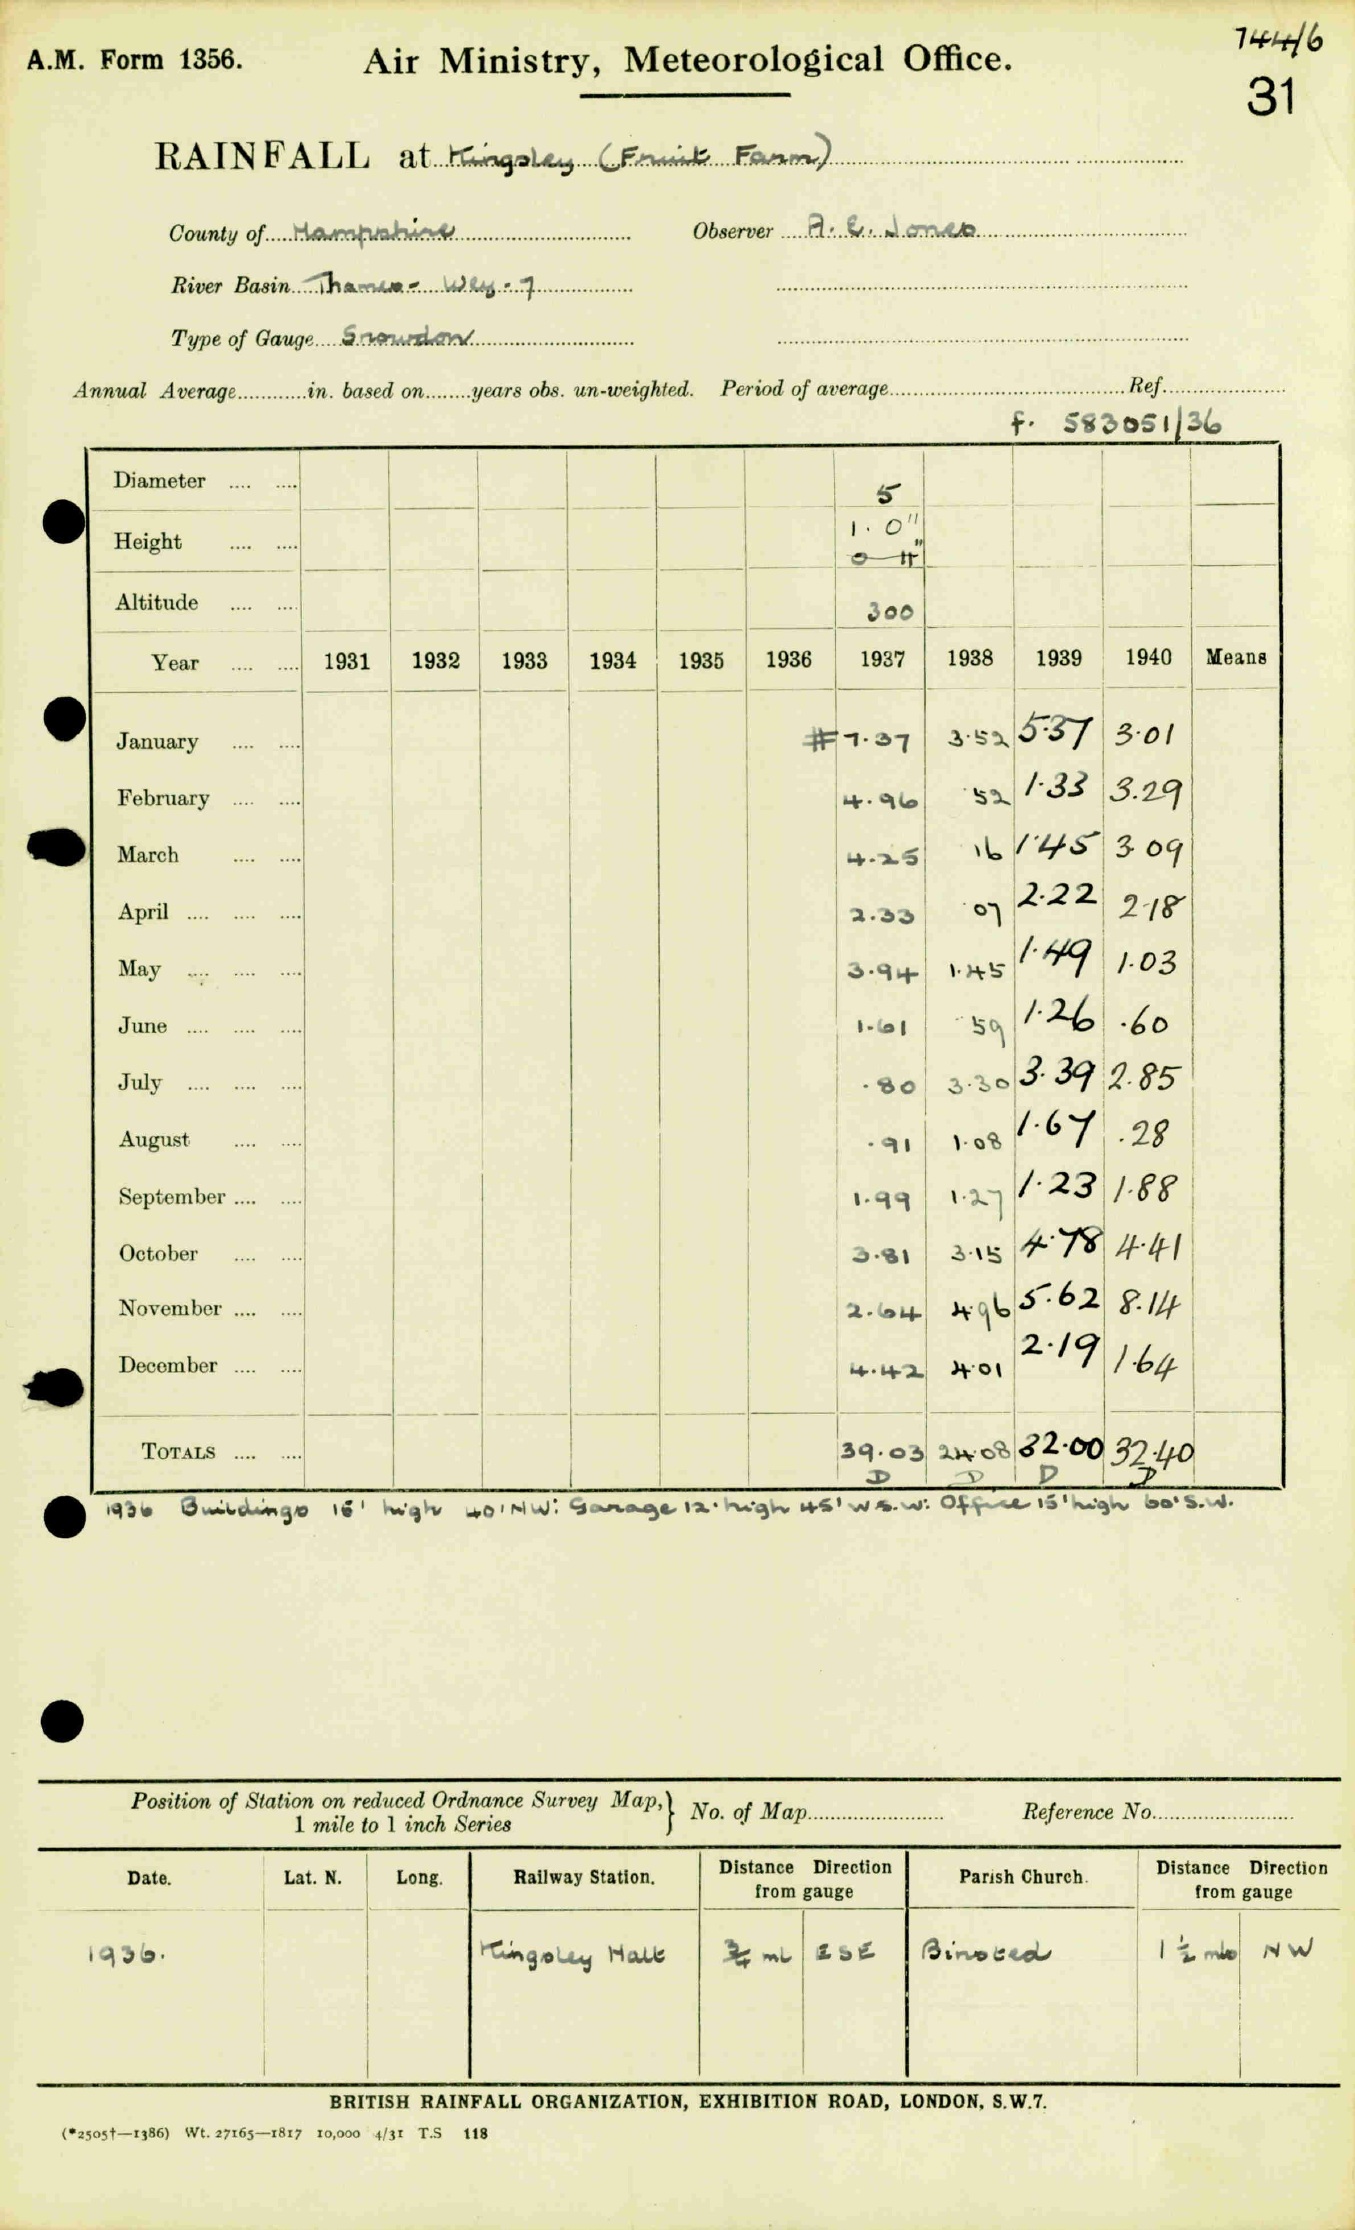 A.M. Form 1356.
Air Ministry, Meteorological Office.
744/6
31
RAINFALL at Kingsley (Fruit Farm)
County of Hampshire Observer A. E. Jones
River Basin Thames - Wey - 7
Type of Gauge Snowdon
Annual Average in. based on years obs. un-weighted. Period of average Ref.
f. 583051/36
Diameter 5
Height 1. 0"
0 11"
Altitude 300
Year 1931 1932 1933 1934 1935 1936 1937 1938 1939 1940 Means
January # 7.37 3.52 5.37 3.01
February 4.96 .52 1.33 3.29
March 4.25 .16 1.45 3.09
April 2.33 .07 2.22 2.18
May 3.94 1.45 1.49 1.03
June 1.61 .59 1.26 .60
July .80 3.30 3.39 2.85
August .91 1.08 1.67 .28
September 1.99 1.27 1.23 1.88
October 3.81 3.15 4.78 4.41
November 2.64 4.96 5.62 8.14
December 4.42 4.01 2.19 1.64
TOTALS 39.03 24.08 32.00 32.40
D D D D
1936 Buildings 15' high 40' NW: Garage 12' high 45' W.S.W: Office 15' high 60' S.W.
Position of Station on reduced Ordnance Survey Map, 1 mile to 1 inch Series } No. of Map Reference No.
Date. Lat. N. Long. Railway Station. Distance Direction from gauge Parish Church. Distance Direction from gauge
1936. Kingsley Halt 3/4 ml ESE Binsted 1 1/2 mls NW
BRITISH RAINFALL ORGANIZATION, EXHIBITION ROAD, LONDON, S.W.7.
(*2505†—1386) Wt. 27165—1817 10,000 4/31 T.S 118